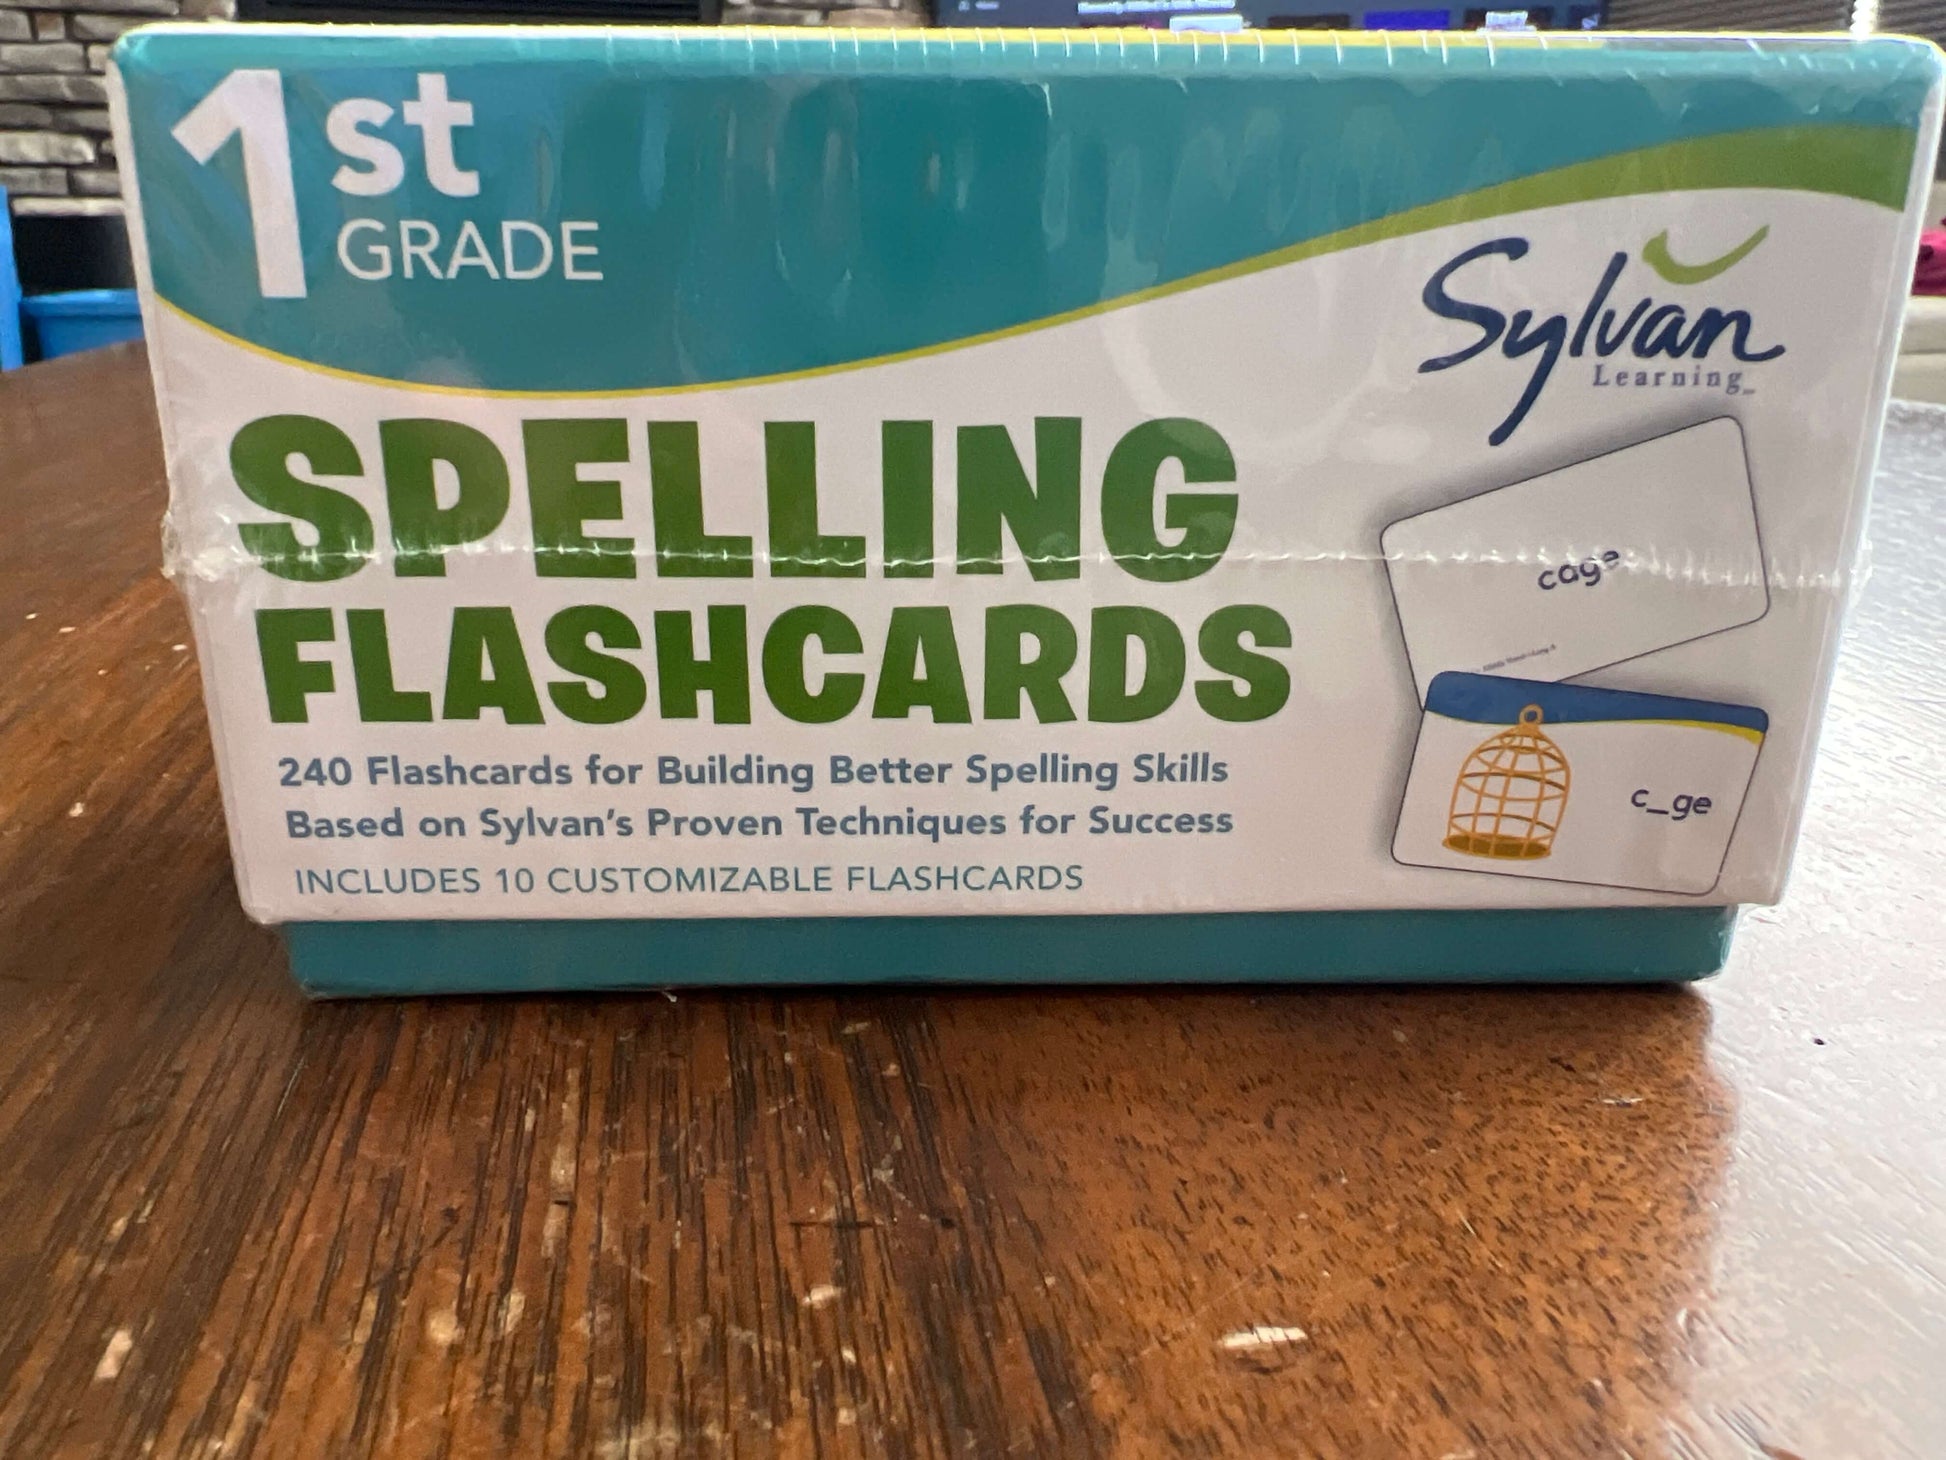 1st
GRADE
Sylvan
Learning
SPELLING
FLASHCARDS
240 Flashcards for Building Better Spelling Skills
Based on Sylvan's Proven Techniques for Success
INCLUDES 10 CUSTOMIZABLE FLASHCARDS
cage
c_ge